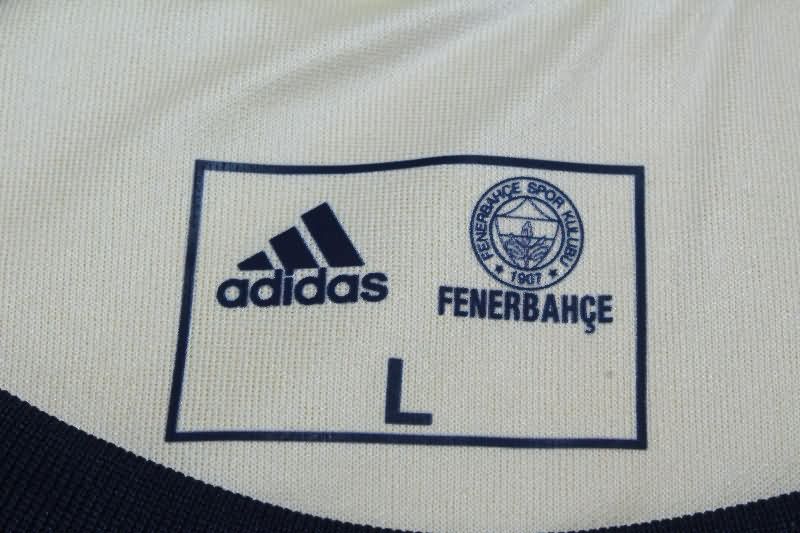 adidas
FENERBAHÇE SPOR KULÜBÜ
★ 1907 ★
FENERBAHÇE
L